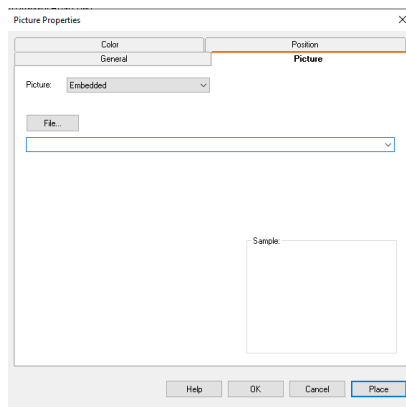 Picture Properties
Color
Position
General
Picture
Picture:
Embedded
File...
Sample:
Help
OK
Cancel
Place